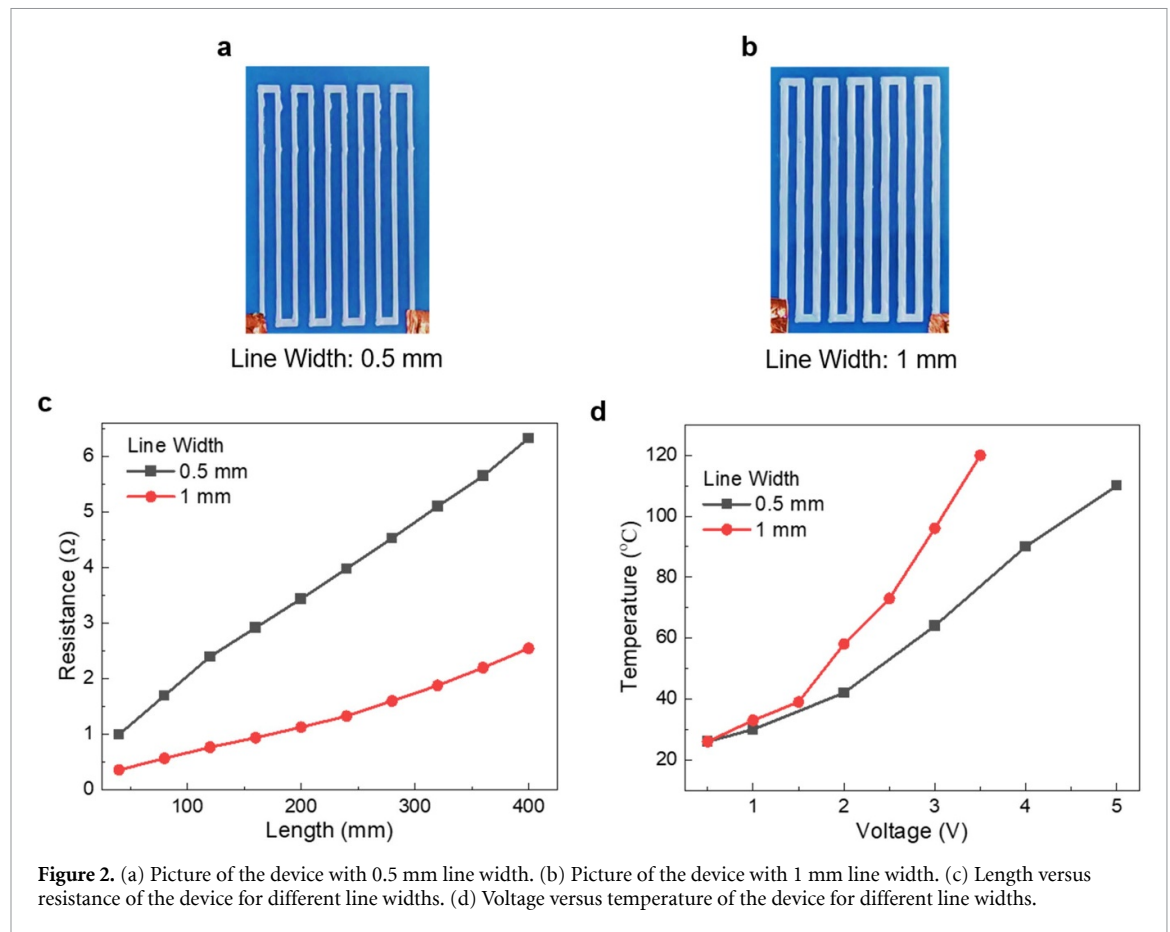 a
b
Line Width: 0.5 mm
Line Width: 1 mm
c
d
6
5
4
3
2
1
0
Resistance (Ω)
Line Width
0.5 mm
1 mm
100
200
300
400
Length (mm)
120
100
80
60
40
20
Temperature (°C)
Line Width
0.5 mm
1 mm
1
2
3
4
5
Voltage (V)
Figure 2. (a) Picture of the device with 0.5 mm line width. (b) Picture of the device with 1 mm line width. (c) Length versus
resistance of the device for different line widths. (d) Voltage versus temperature of the device for different line widths.